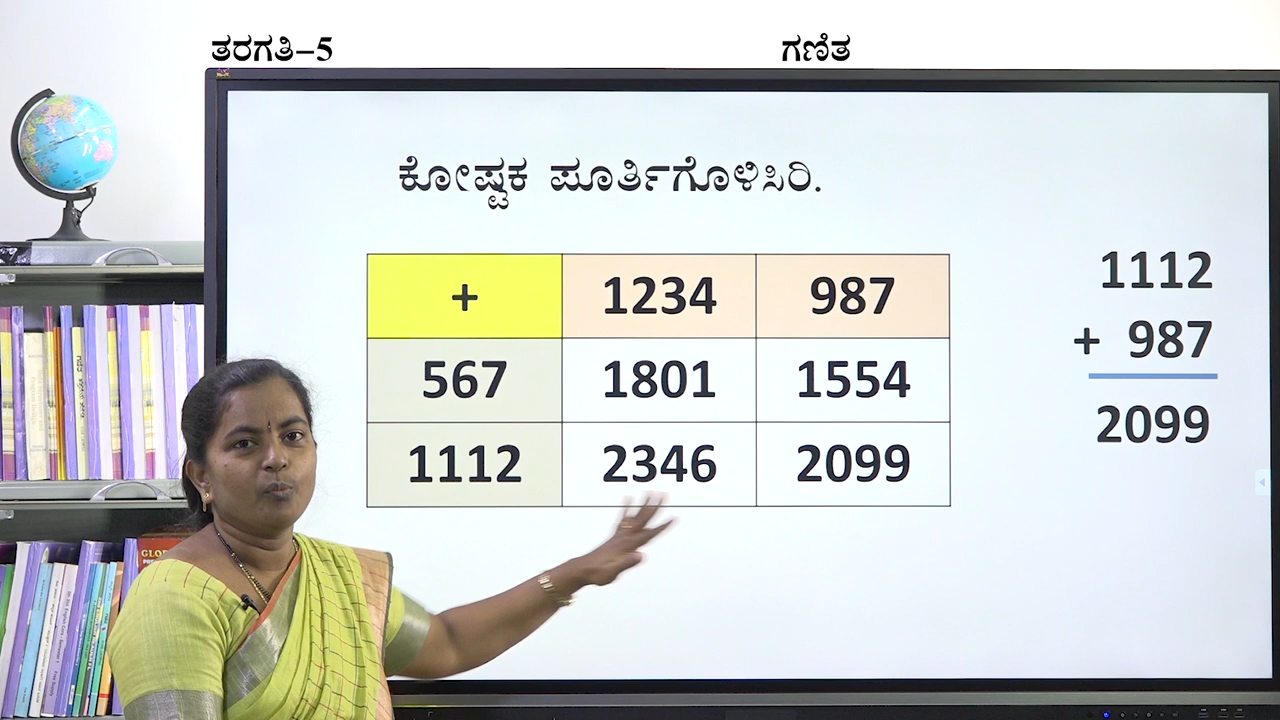 ತರಗತಿ-5 ಗಣಿತ
ಕೋಷ್ಟಕ ಪೂರ್ತಿಗೊಳಿಸಿರಿ.
+ 1234 987
567 1801 1554
1112 2346 2099
1112
+ 987
2099